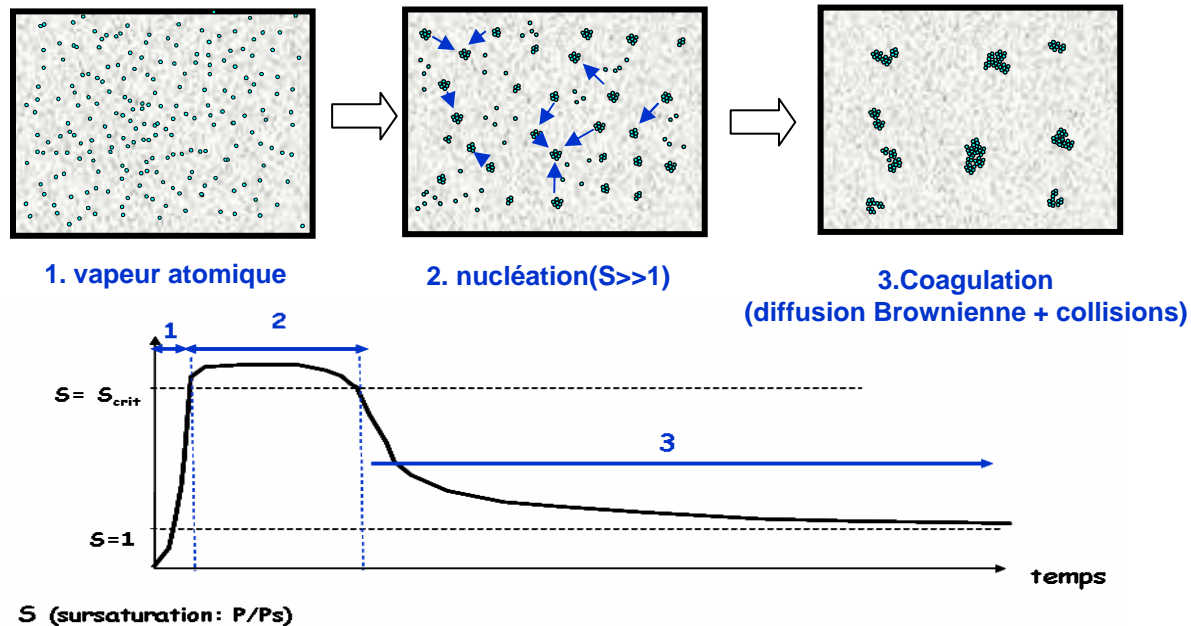 1. vapeur atomique
2. nucléation(S>>1)
3.Coagulation
(diffusion Brownienne + collisions)
1
2
S= Scrit
3
S=1
temps
S (sursaturation: P/Ps)